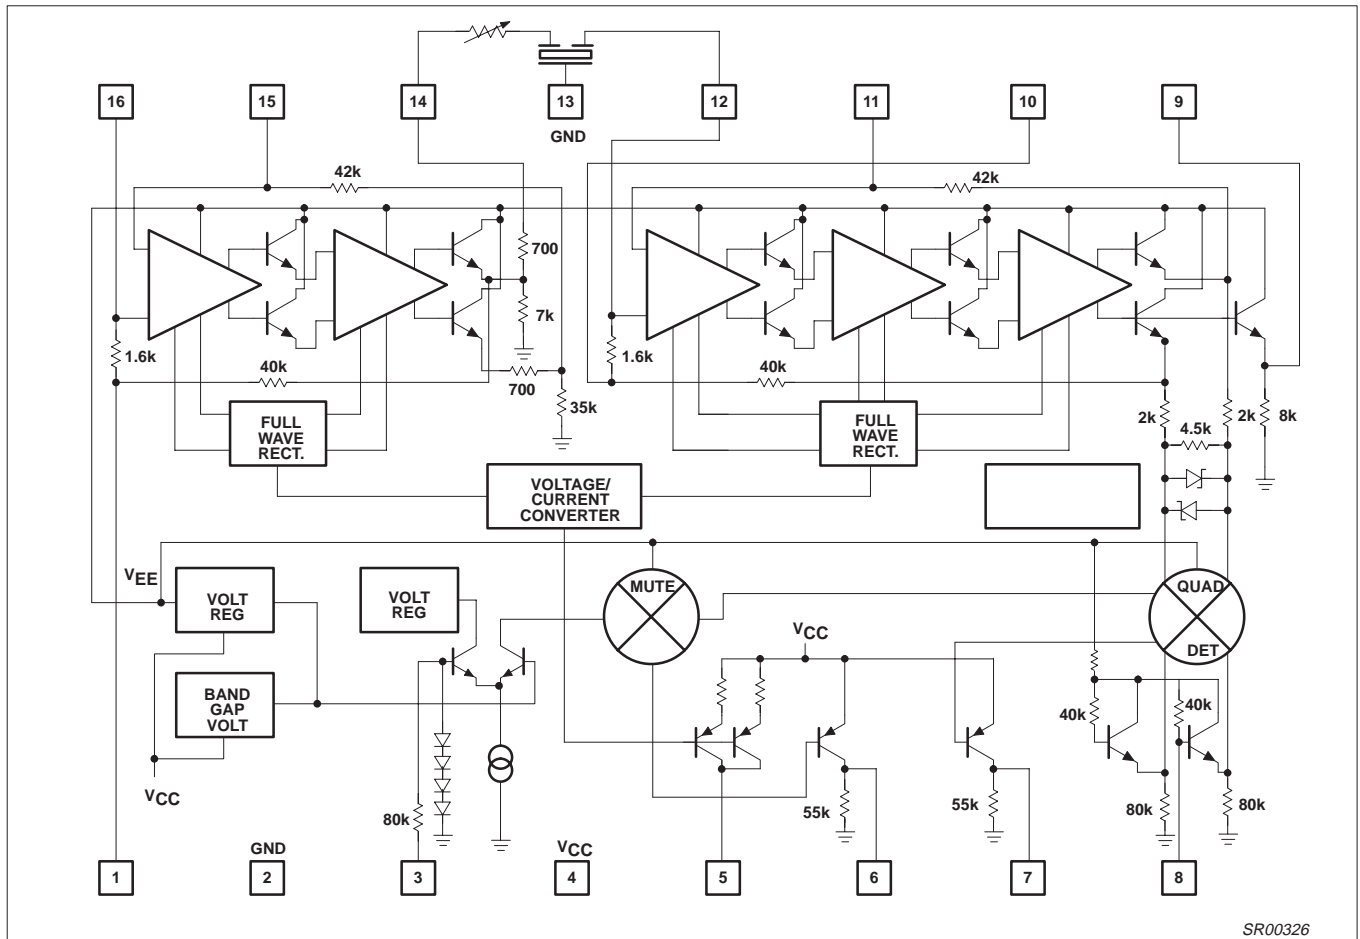 16
15
14
13
12
11
10
9
GND
42k
42k
700
7k
1.6k
40k
700
35k
1.6k
40k
2k
2k
8k
4.5k
FULL
WAVE
RECT.
FULL
WAVE
RECT.
VOLTAGE/
CURRENT
CONVERTER
VEE
VOLT
REG
VOLT
REG
MUTE
QUAD
DET
VCC
BAND
GAP
VOLT
40k
40k
VCC
80k
55k
55k
80k
80k
GND
VCC
1
2
3
4
5
6
7
8
SR00326